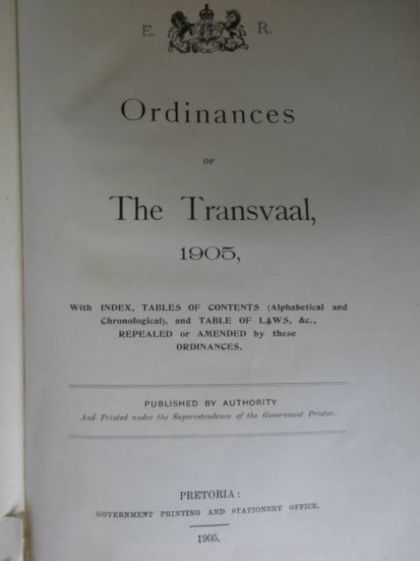 E. R.
Ordinances
OF
The Transvaal,
1905,
With INDEX, TABLES OF CONTENTS (Alphabetical and
Chronological), and TABLE OF LAWS, &c.,
REPEALED or AMENDED by these
ORDINANCES.
PUBLISHED BY AUTHORITY
And Printed under the Superintendence of the Government Printer.
PRETORIA:
GOVERNMENT PRINTING AND STATIONERY OFFICE.
1905.